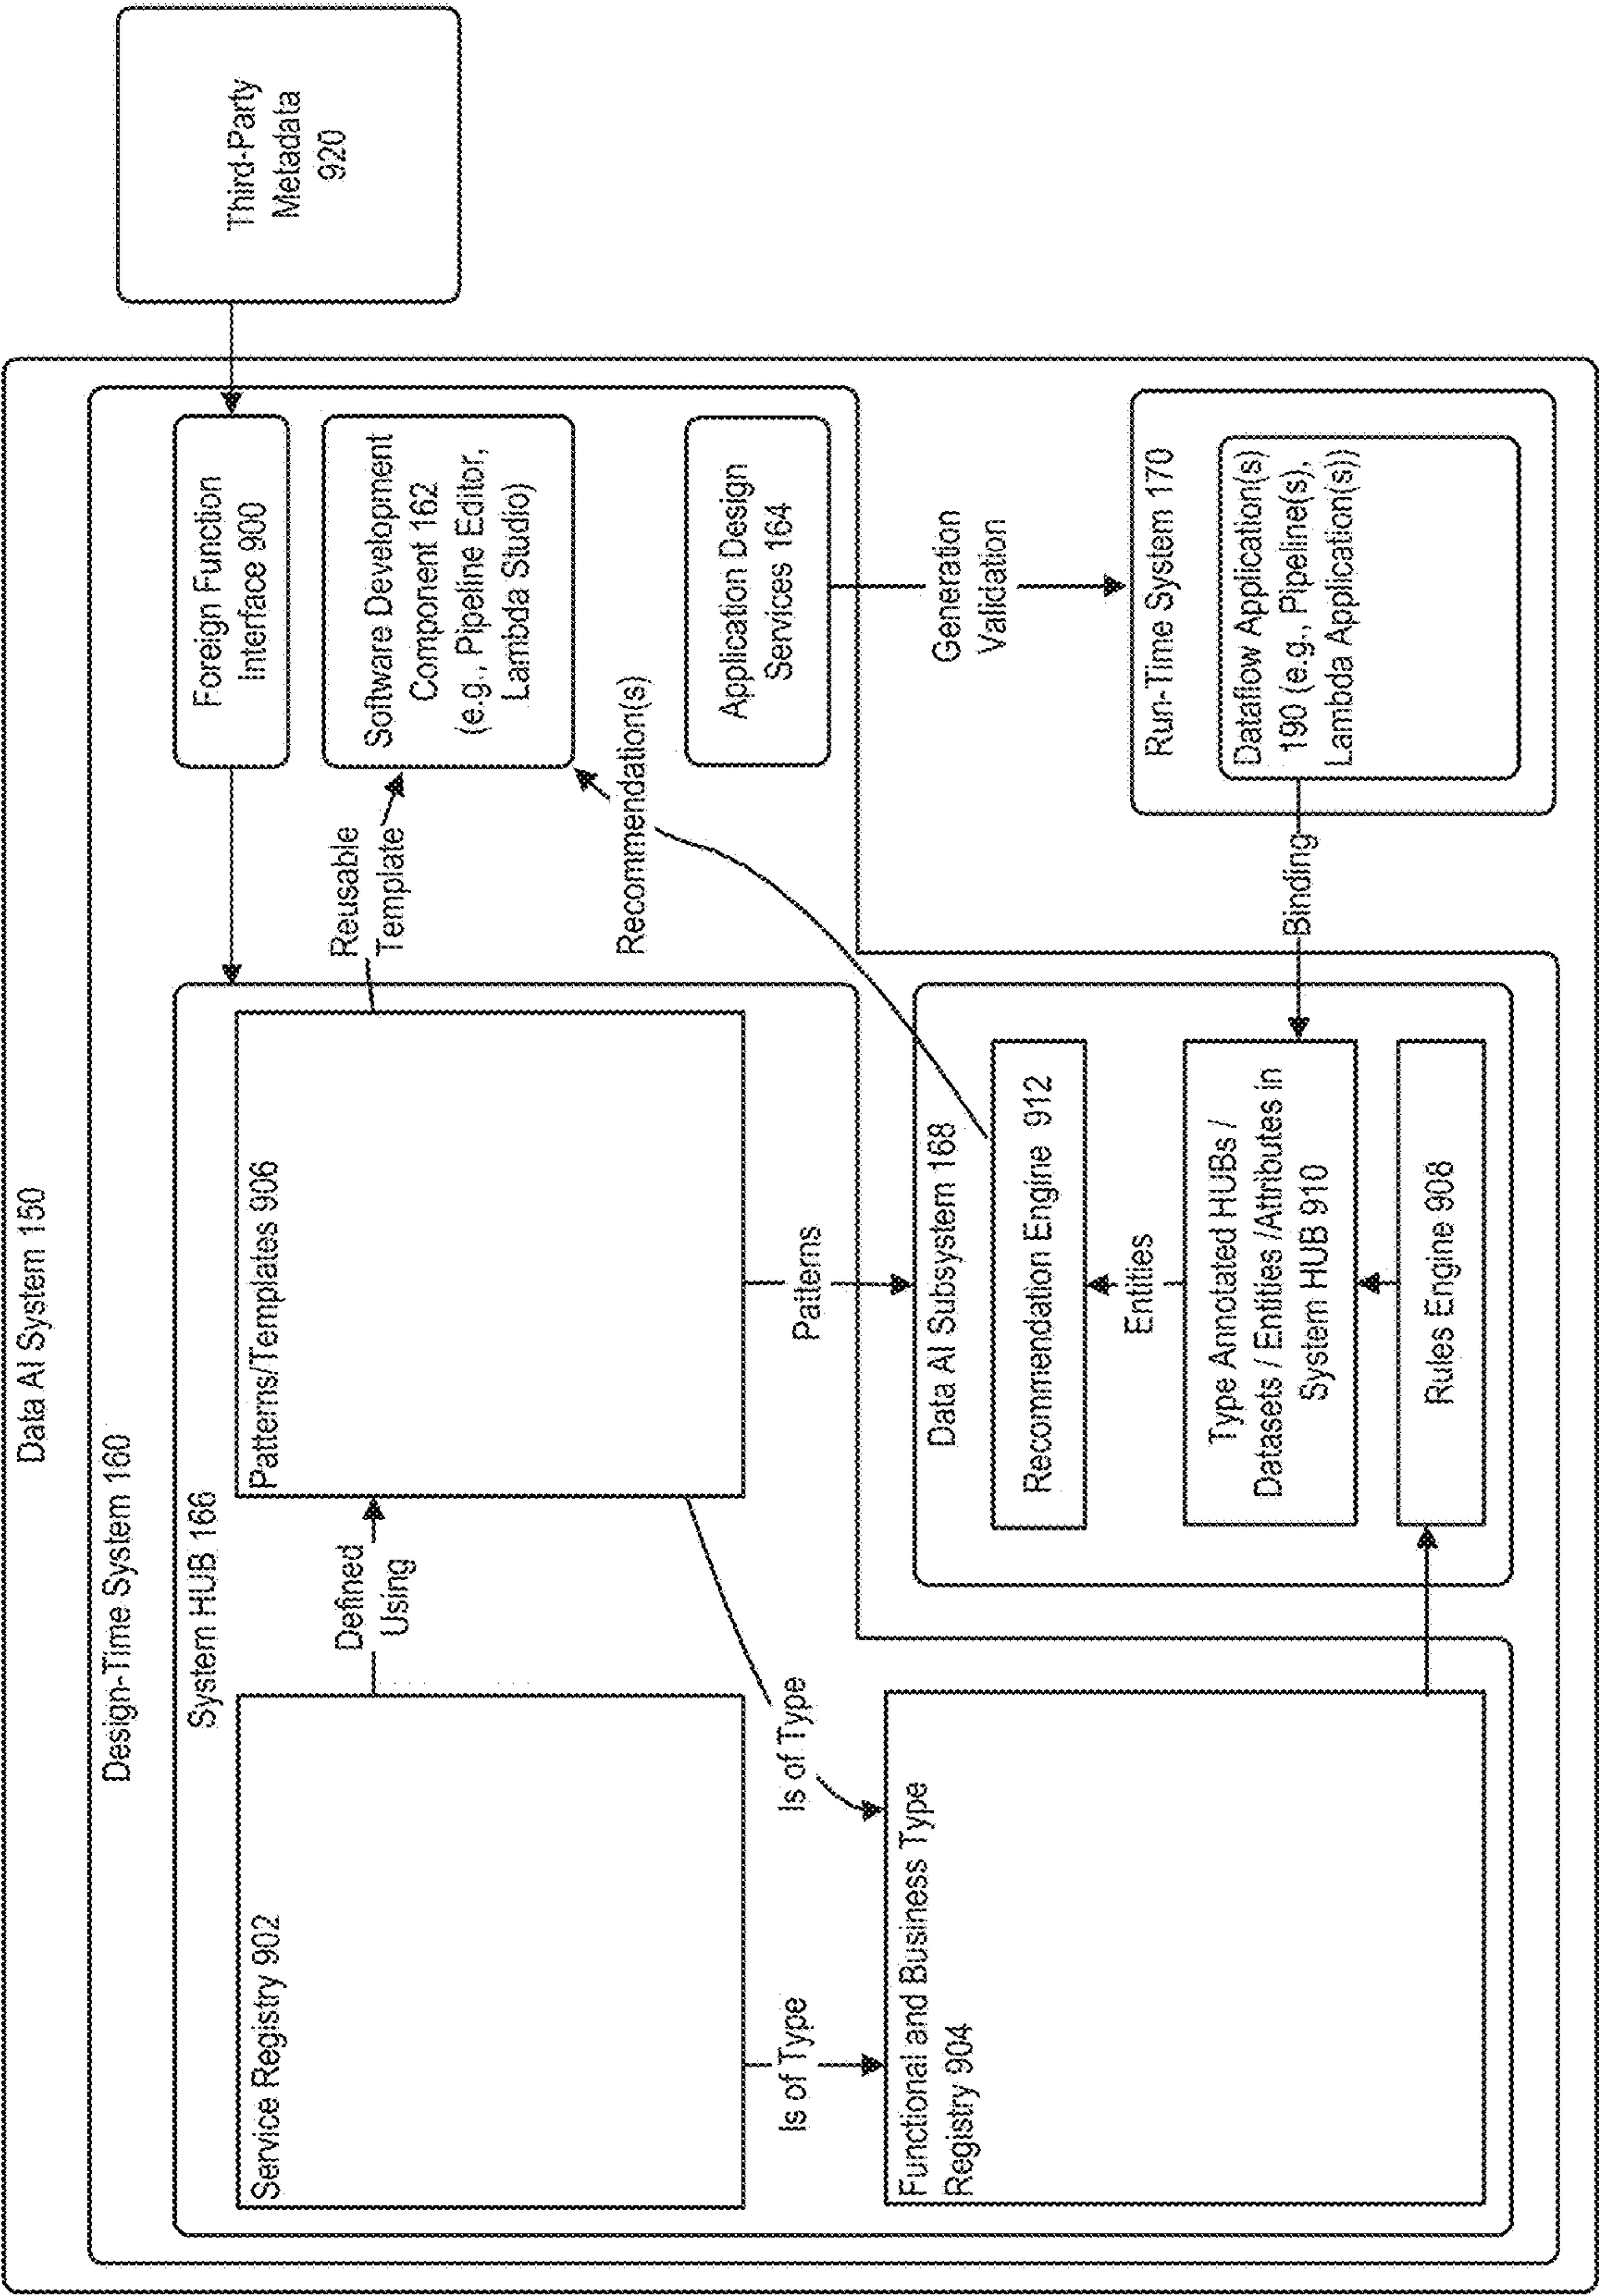 Data AI System 150
Design-Time System 160
System HUB 166
Service Registry 902
Defined
Using
Patterns/Templates 906
Reusable
Template
Foreign Function
Interface 900
Third-Party
Metadata
920
Software Development
Component 162
(e.g., Pipeline Editor,
Lambda Studio)
Recommendation(s)
Application Design
Services 164
Is of Type
Is of Type
Patterns
Functional and Business Type
Registry 904
Data AI Subsystem 168
Recommendation Engine 912
Entities
Type Annotated HUBs /
Datasets / Entities /Attributes in
System HUB 910
Rules Engine 908
Generation
Validation
Run-Time System 170
Dataflow Application(s)
190 (e.g., Pipeline(s),
Lambda Application(s))
Binding